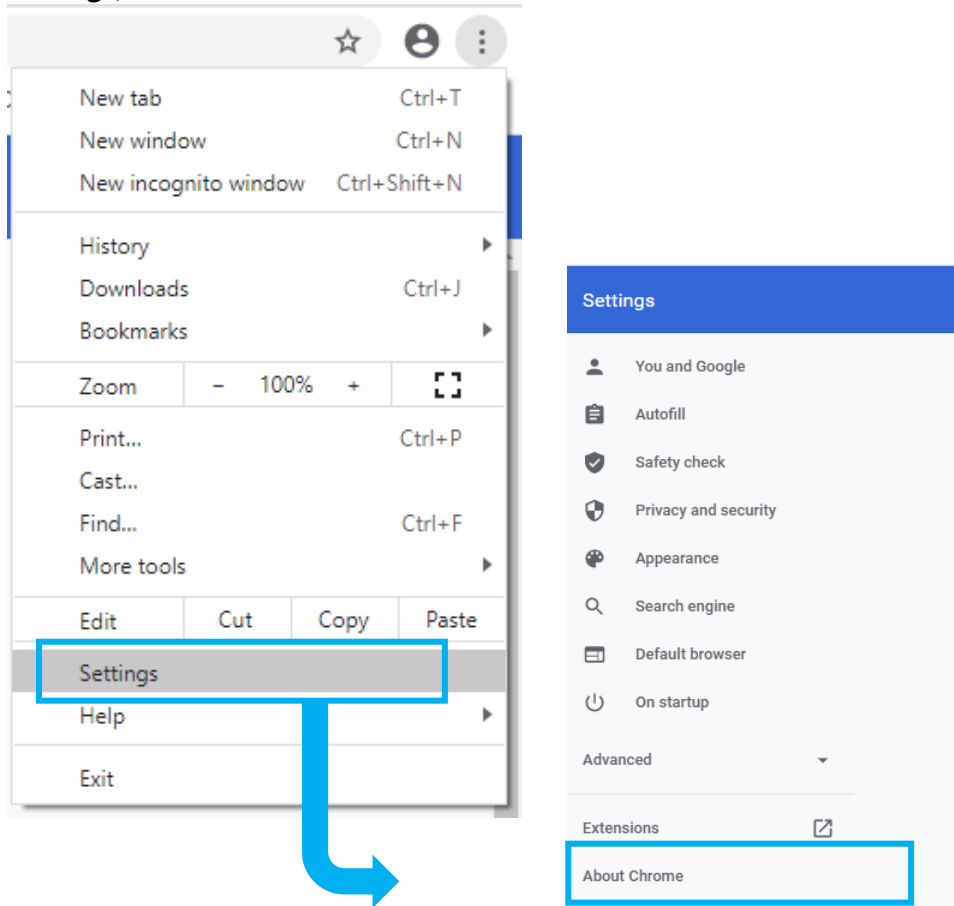 New tab Ctrl+T
New window Ctrl+N
New incognito window Ctrl+Shift+N
History
Downloads Ctrl+J
Bookmarks
Zoom - 100% +
Print... Ctrl+P
Cast...
Find... Ctrl+F
More tools
Edit Cut Copy Paste
Settings
Help
Exit
Settings
You and Google
Autofill
Safety check
Privacy and security
Appearance
Search engine
Default browser
On startup
Advanced
Extensions
About Chrome